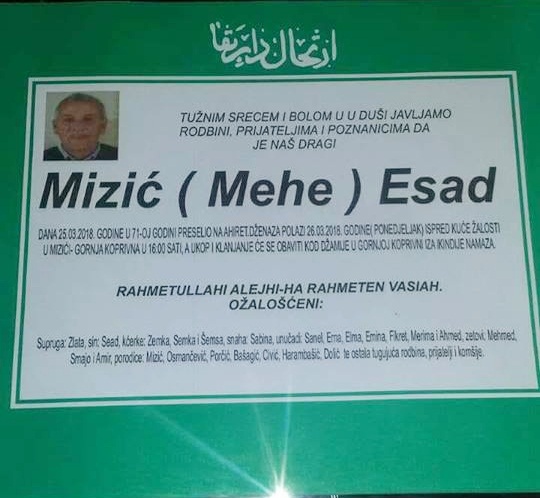 ارتحال دار بقا
TUŽNIM SRECEM I BOLOM U U DUŠI JAVLJAMO
RODBINI, PRIJATELJIMA I POZNANICIMA DA
JE NAŠ DRAGI
Mizić ( Mehe ) Esad
DANA 25.03.2018. GODINE U 71-OJ GODINI PRESELIO NA AHIRET.DŽENAZA POLAZI 26.03.2018. GODINE( PONEDJELJAK) ISPRED KUĆE ŽALOSTI
U MIZIĆI- GORNJA KOPRIVNA U 16:00 SATI, A UKOP I KLANJANJE ĆE SE OBAVITI KOD DŽAMIJE U GORNJOJ KOPRIVNI IZA IKINDIJE NAMAZA.
RAHMETULLAHI ALEJHI-HA RAHMETEN VASIAH.
OŽALOŠĆENI:
Supruga: Zlata, sin: Sead, kćerke: Zemka, Semka i Šemsa, snaha: Sabina, unučadi: Sanel, Erna, Elma, Emina, Fikret, Merima i Ahmed, zetovi: Mehmed,
Smajo i Amir, porodice: Mizić, Osmančević, Porčić, Bašagić, Civić, Harambašić, Dolić te ostala tugujuća rodbina, prijatelji i komšije.